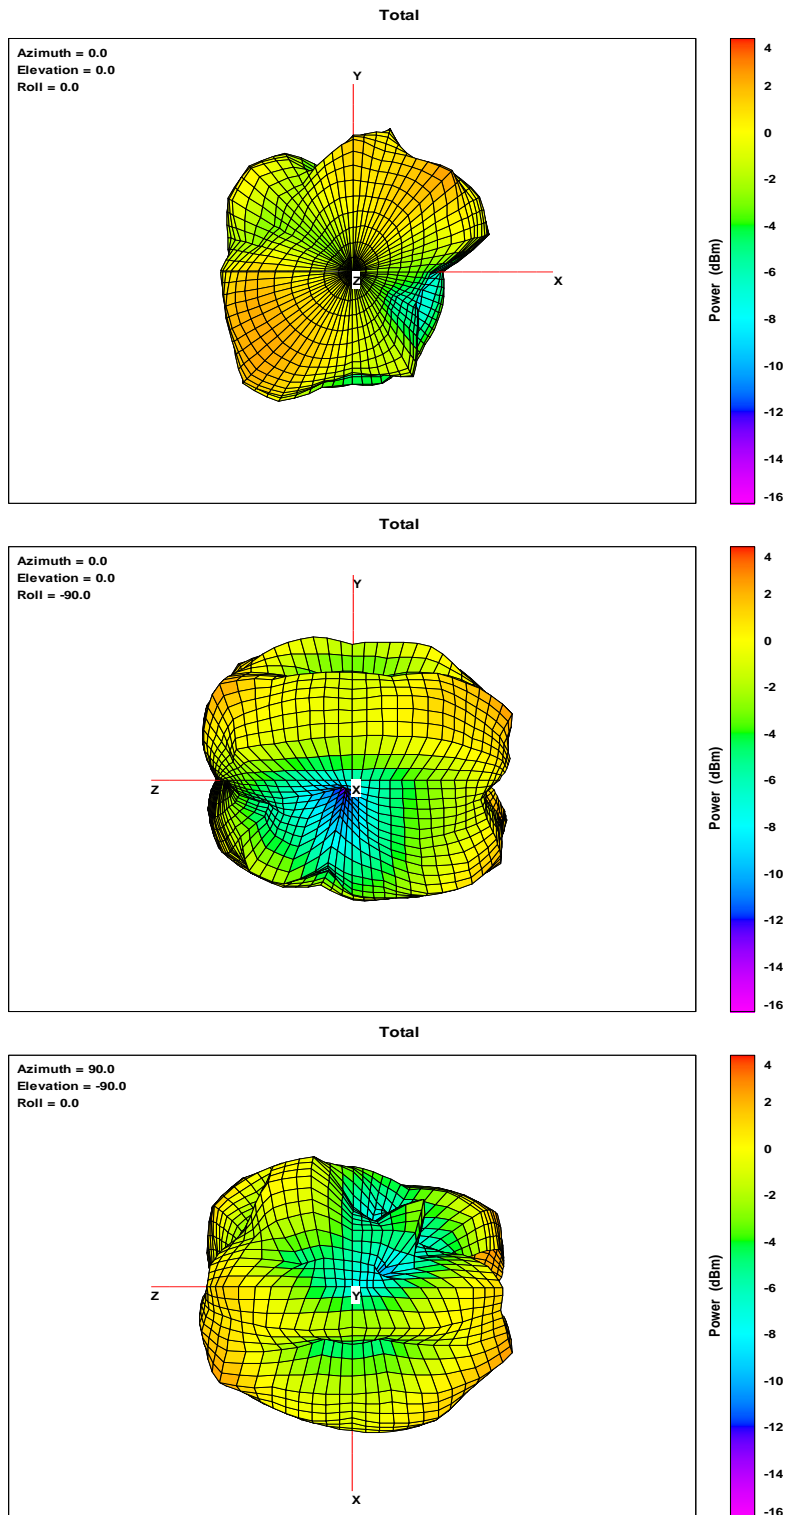 Total
Azimuth = 0.0
Elevation = 0.0
Roll = 0.0
Y
X
Z
4
2
0
-2
-4
-6
-8
-10
-12
-14
-16
Power (dBm)
Total
Azimuth = 0.0
Elevation = 0.0
Roll = -90.0
Y
Z
X
4
2
0
-2
-4
-6
-8
-10
-12
-14
-16
Power (dBm)
Total
Azimuth = 90.0
Elevation = -90.0
Roll = 0.0
Z
Y
X
4
2
0
-2
-4
-6
-8
-10
-12
-14
-16
Power (dBm)